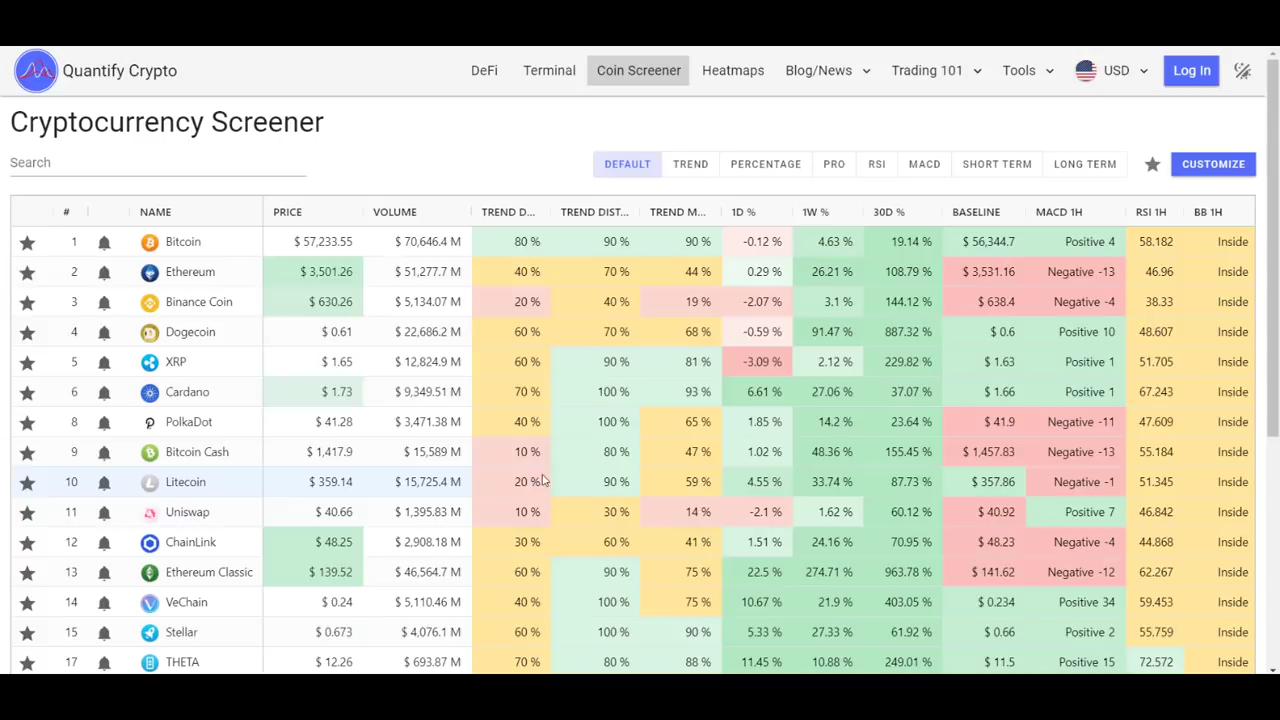 Quantify Crypto DeFi Terminal Coin Screener Heatmaps Blog/News Trading 101 Tools USD Log In
Cryptocurrency Screener
Search DEFAULT TREND PERCENTAGE PRO RSI MACD SHORT TERM LONG TERM CUSTOMIZE
# NAME PRICE VOLUME TREND D... TREND DIST... TREND M... 1D % 1W % 30D % BASELINE MACD 1H RSI 1H BB 1H
1 Bitcoin $ 57,233.55 $ 70,646.4 M 80 % 90 % 90 % -0.12 % 4.63 % 19.14 % $ 56,344.7 Positive 4 58.182 Inside
2 Ethereum $ 3,501.26 $ 51,277.7 M 40 % 70 % 44 % 0.29 % 26.21 % 108.79 % $ 3,531.16 Negative -13 46.96 Inside
3 Binance Coin $ 630.26 $ 5,134.07 M 20 % 40 % 19 % -2.07 % 3.1 % 144.12 % $ 638.4 Negative -4 38.33 Inside
4 Dogecoin $ 0.61 $ 22,686.2 M 60 % 70 % 68 % -0.59 % 91.47 % 887.32 % $ 0.6 Positive 10 48.607 Inside
5 XRP $ 1.65 $ 12,824.9 M 60 % 90 % 81 % -3.09 % 2.12 % 229.82 % $ 1.63 Positive 1 51.705 Inside
6 Cardano $ 1.73 $ 9,349.51 M 70 % 100 % 93 % 6.61 % 27.06 % 37.07 % $ 1.66 Positive 1 67.243 Inside
8 PolkaDot $ 41.28 $ 3,471.38 M 40 % 100 % 65 % 1.85 % 14.2 % 23.64 % $ 41.9 Negative -11 47.609 Inside
9 Bitcoin Cash $ 1,417.9 $ 15,589 M 10 % 80 % 47 % 1.02 % 48.36 % 155.45 % $ 1,457.83 Negative -13 55.184 Inside
10 Litecoin $ 359.14 $ 15,725.4 M 20 % 90 % 59 % 4.55 % 33.74 % 87.73 % $ 357.86 Negative -1 51.345 Inside
11 Uniswap $ 40.66 $ 1,395.83 M 10 % 30 % 14 % -2.1 % 1.62 % 60.12 % $ 40.92 Positive 7 46.842 Inside
12 ChainLink $ 48.25 $ 2,908.18 M 30 % 60 % 41 % 1.51 % 24.16 % 70.95 % $ 48.23 Negative -4 44.868 Inside
13 Ethereum Classic $ 139.52 $ 46,564.7 M 60 % 90 % 75 % 22.5 % 274.71 % 963.78 % $ 141.62 Negative -12 62.267 Inside
14 VeChain $ 0.24 $ 5,110.46 M 40 % 100 % 75 % 10.67 % 21.9 % 403.05 % $ 0.234 Positive 34 59.453 Inside
15 Stellar $ 0.673 $ 4,076.1 M 60 % 100 % 90 % 5.33 % 27.33 % 61.92 % $ 0.66 Positive 2 55.759 Inside
17 THETA $ 12.26 $ 693.87 M 70 % 80 % 88 % 11.45 % 10.88 % 249.01 % $ 11.5 Positive 15 72.572 Inside